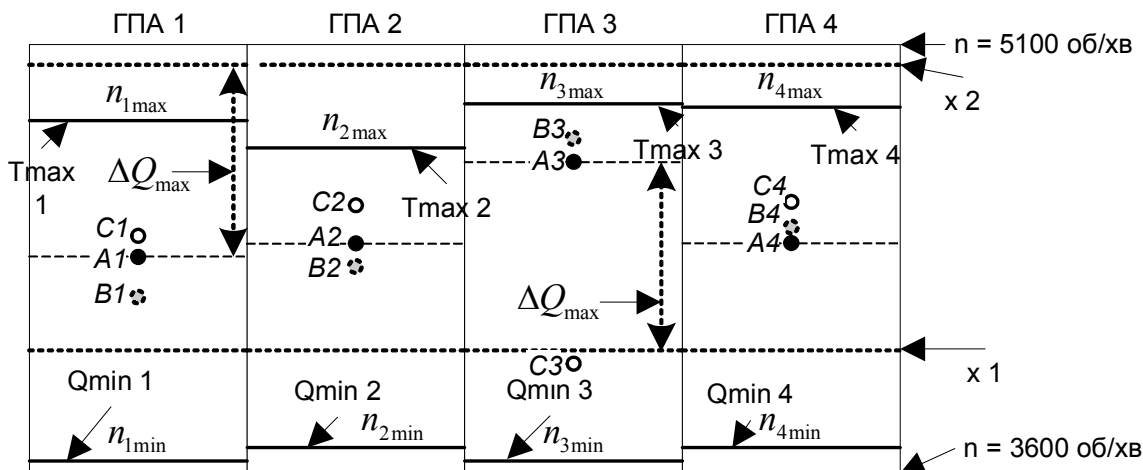 ГПА 1 ГПА 2 ГПА 3 ГПА 4
n = 5100 об/хв
x 2
n1max
n2max
n3max
n4max
Tmax 1
Tmax 2
Tmax 3
Tmax 4
ΔQmax
C1
A1
B1
C2
A2
B2
B3
A3
C4
B4
A4
ΔQmax
C3
x 1
Qmin 1
Qmin 2
Qmin 3
Qmin 4
n1min
n2min
n3min
n4min
n = 3600 об/хв